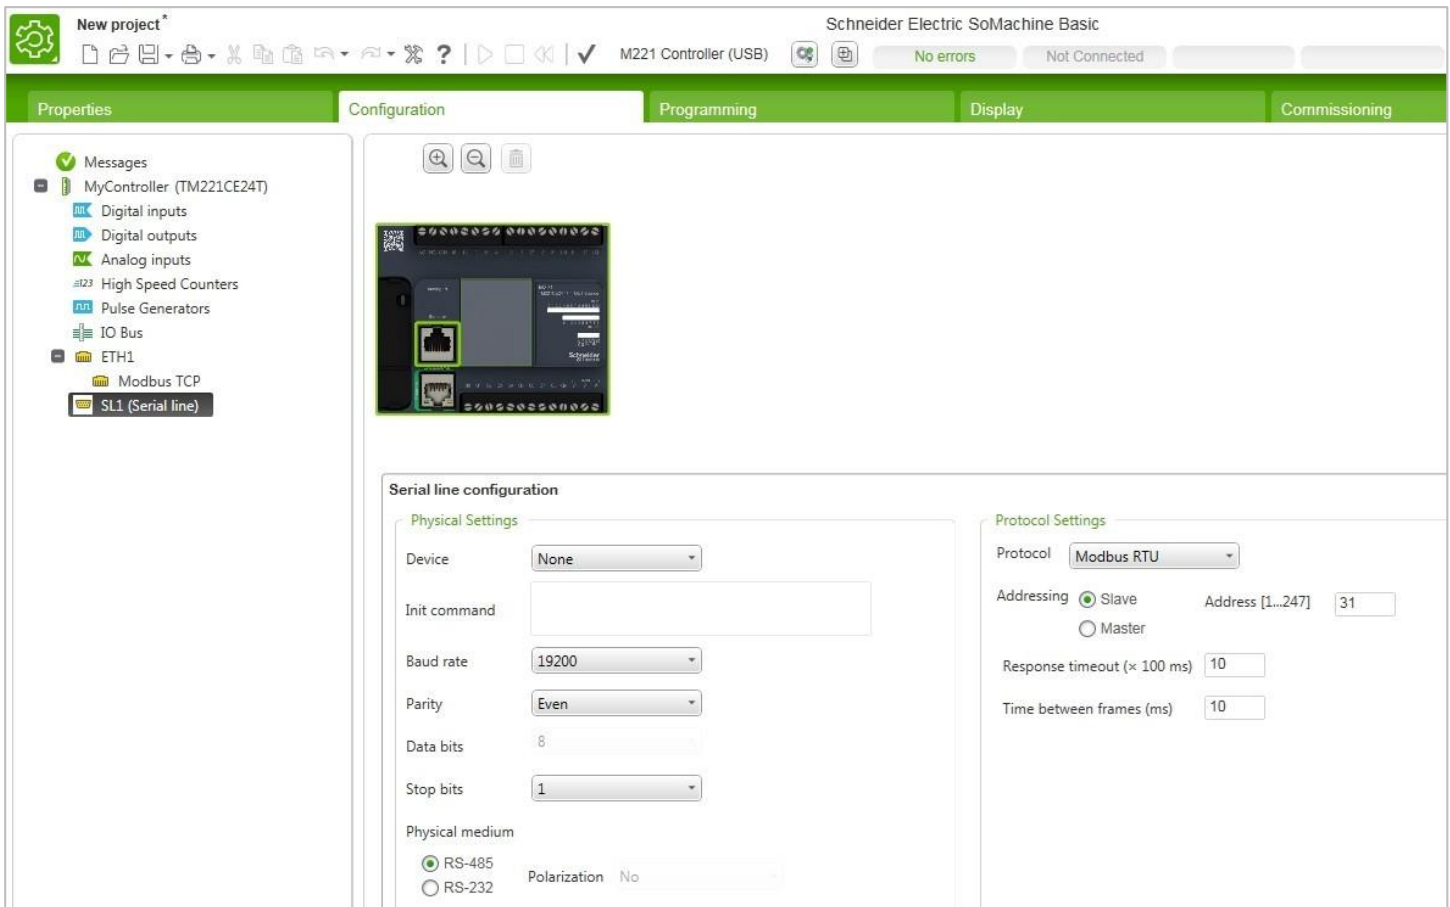 New project*
Schneider Electric SoMachine Basic
? M221 Controller (USB) No errors Not Connected
Properties Configuration Programming Display Commissioning
Messages
MyController (TM221CE24T)
Digital inputs
Digital outputs
Analog inputs
123 High Speed Counters
Pulse Generators
IO Bus
ETH1
Modbus TCP
SL1 (Serial line)
Schneider
Serial line configuration
Physical Settings
Device None
Init command
Baud rate 19200
Parity Even
Data bits 8
Stop bits 1
Physical medium
RS-485
RS-232
Polarization No
Protocol Settings
Protocol Modbus RTU
Addressing Slave Address [1...247] 31
Master
Response timeout (× 100 ms) 10
Time between frames (ms) 10